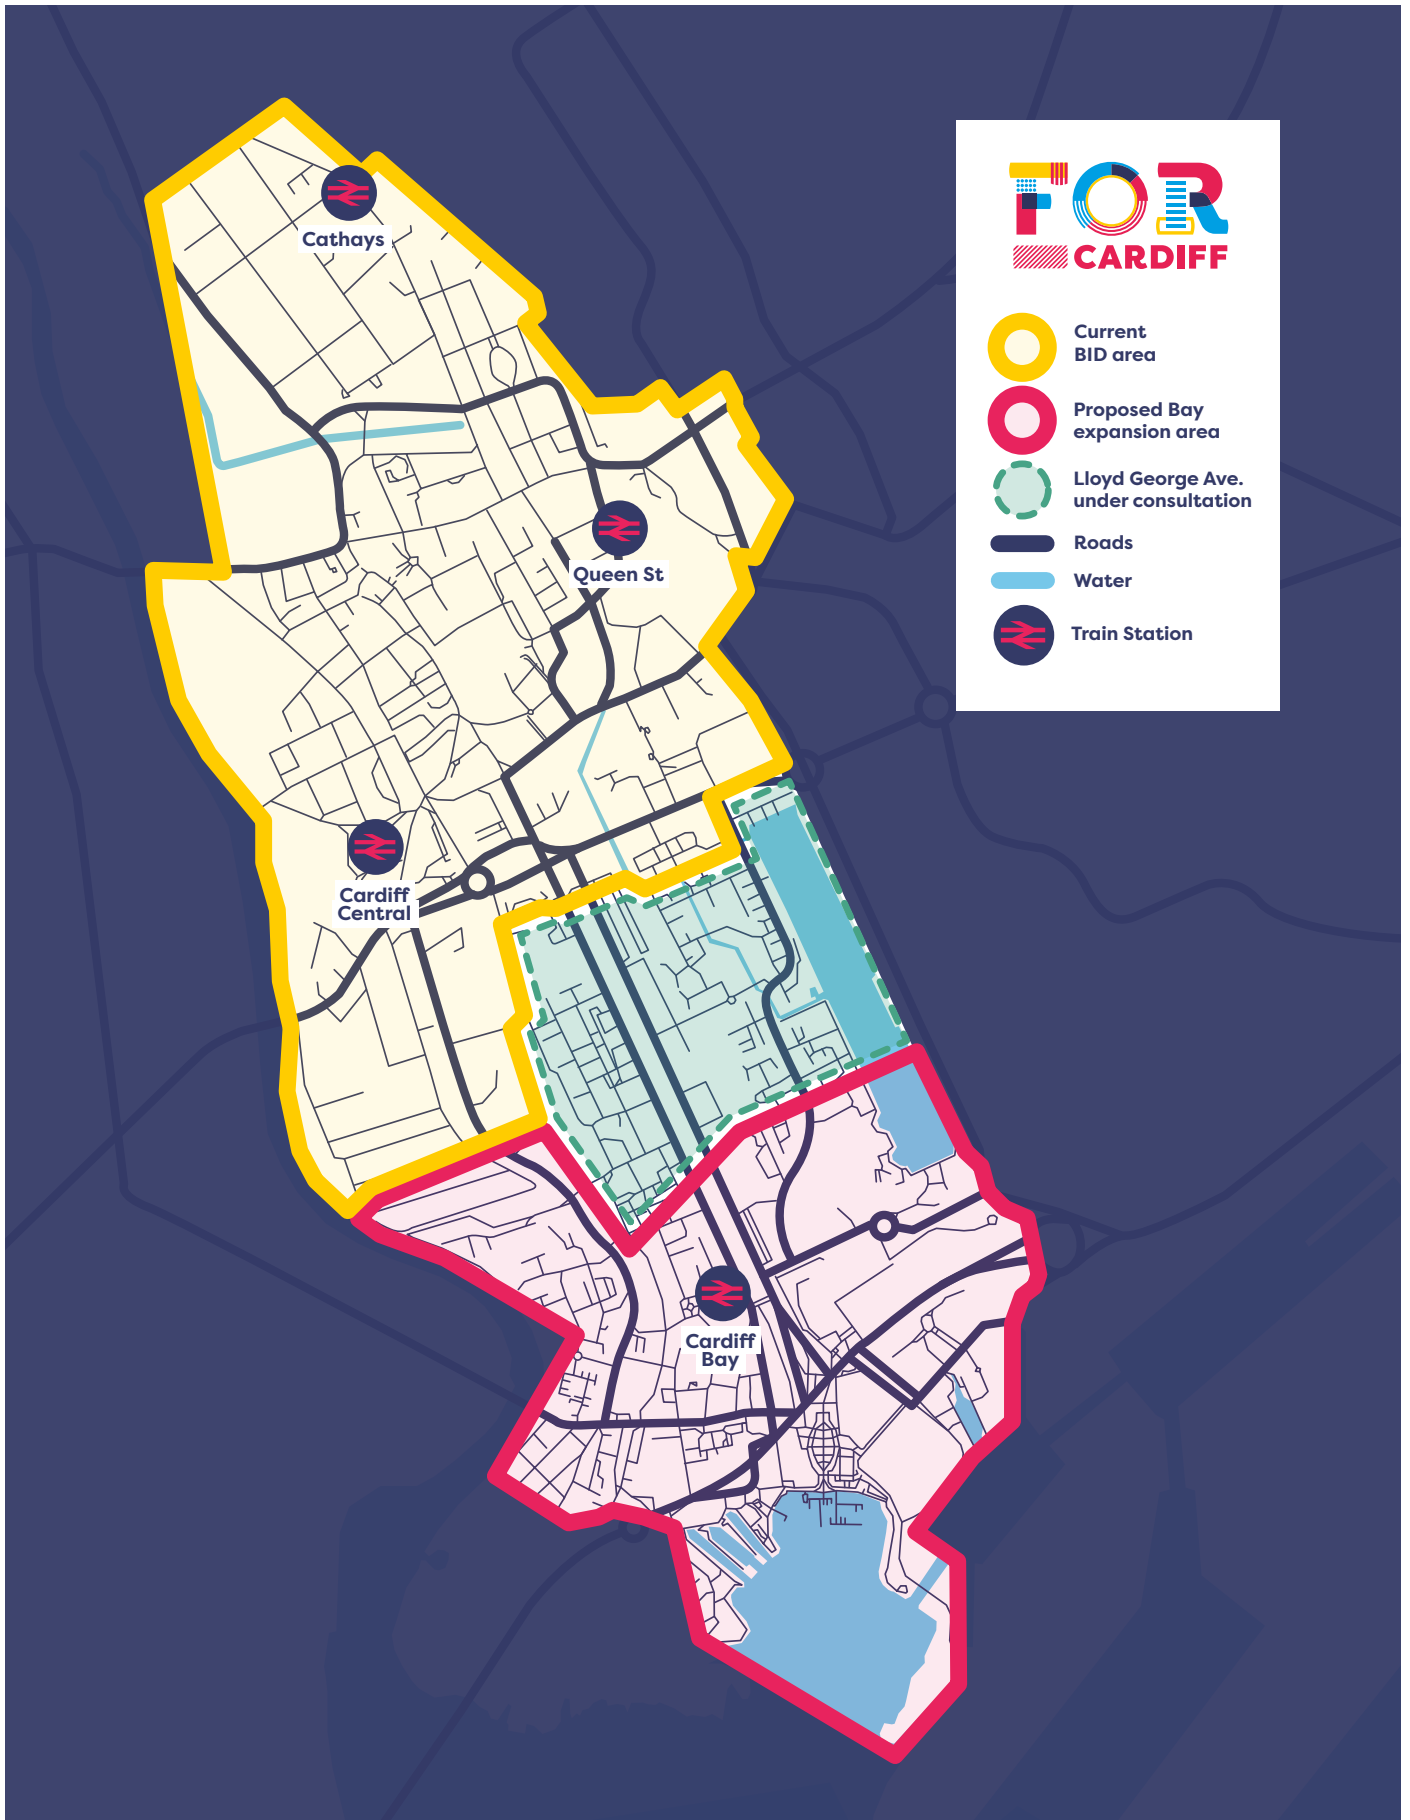 FOR
CARDIFF
Current
BID area
Proposed Bay
expansion area
Lloyd George Ave.
under consultation
Roads
Water
Train Station
Cathays
Queen St
Cardiff
Central
Cardiff
Bay